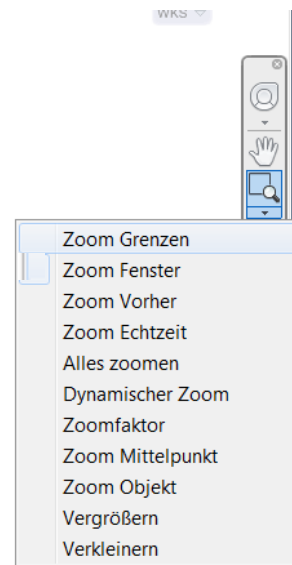 WKS
Zoom Grenzen
Zoom Fenster
Zoom Vorher
Zoom Echtzeit
Alles zoomen
Dynamischer Zoom
Zoomfaktor
Zoom Mittelpunkt
Zoom Objekt
Vergrößern
Verkleinern